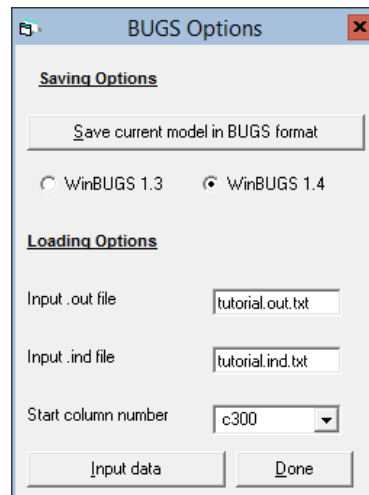 BUGS Options
Saving Options
Save current model in BUGS format
WinBUGS 1.3 WinBUGS 1.4
Loading Options
Input .out file tutorial.out.txt
Input .ind file tutorial.ind.txt
Start column number c300
Input data Done